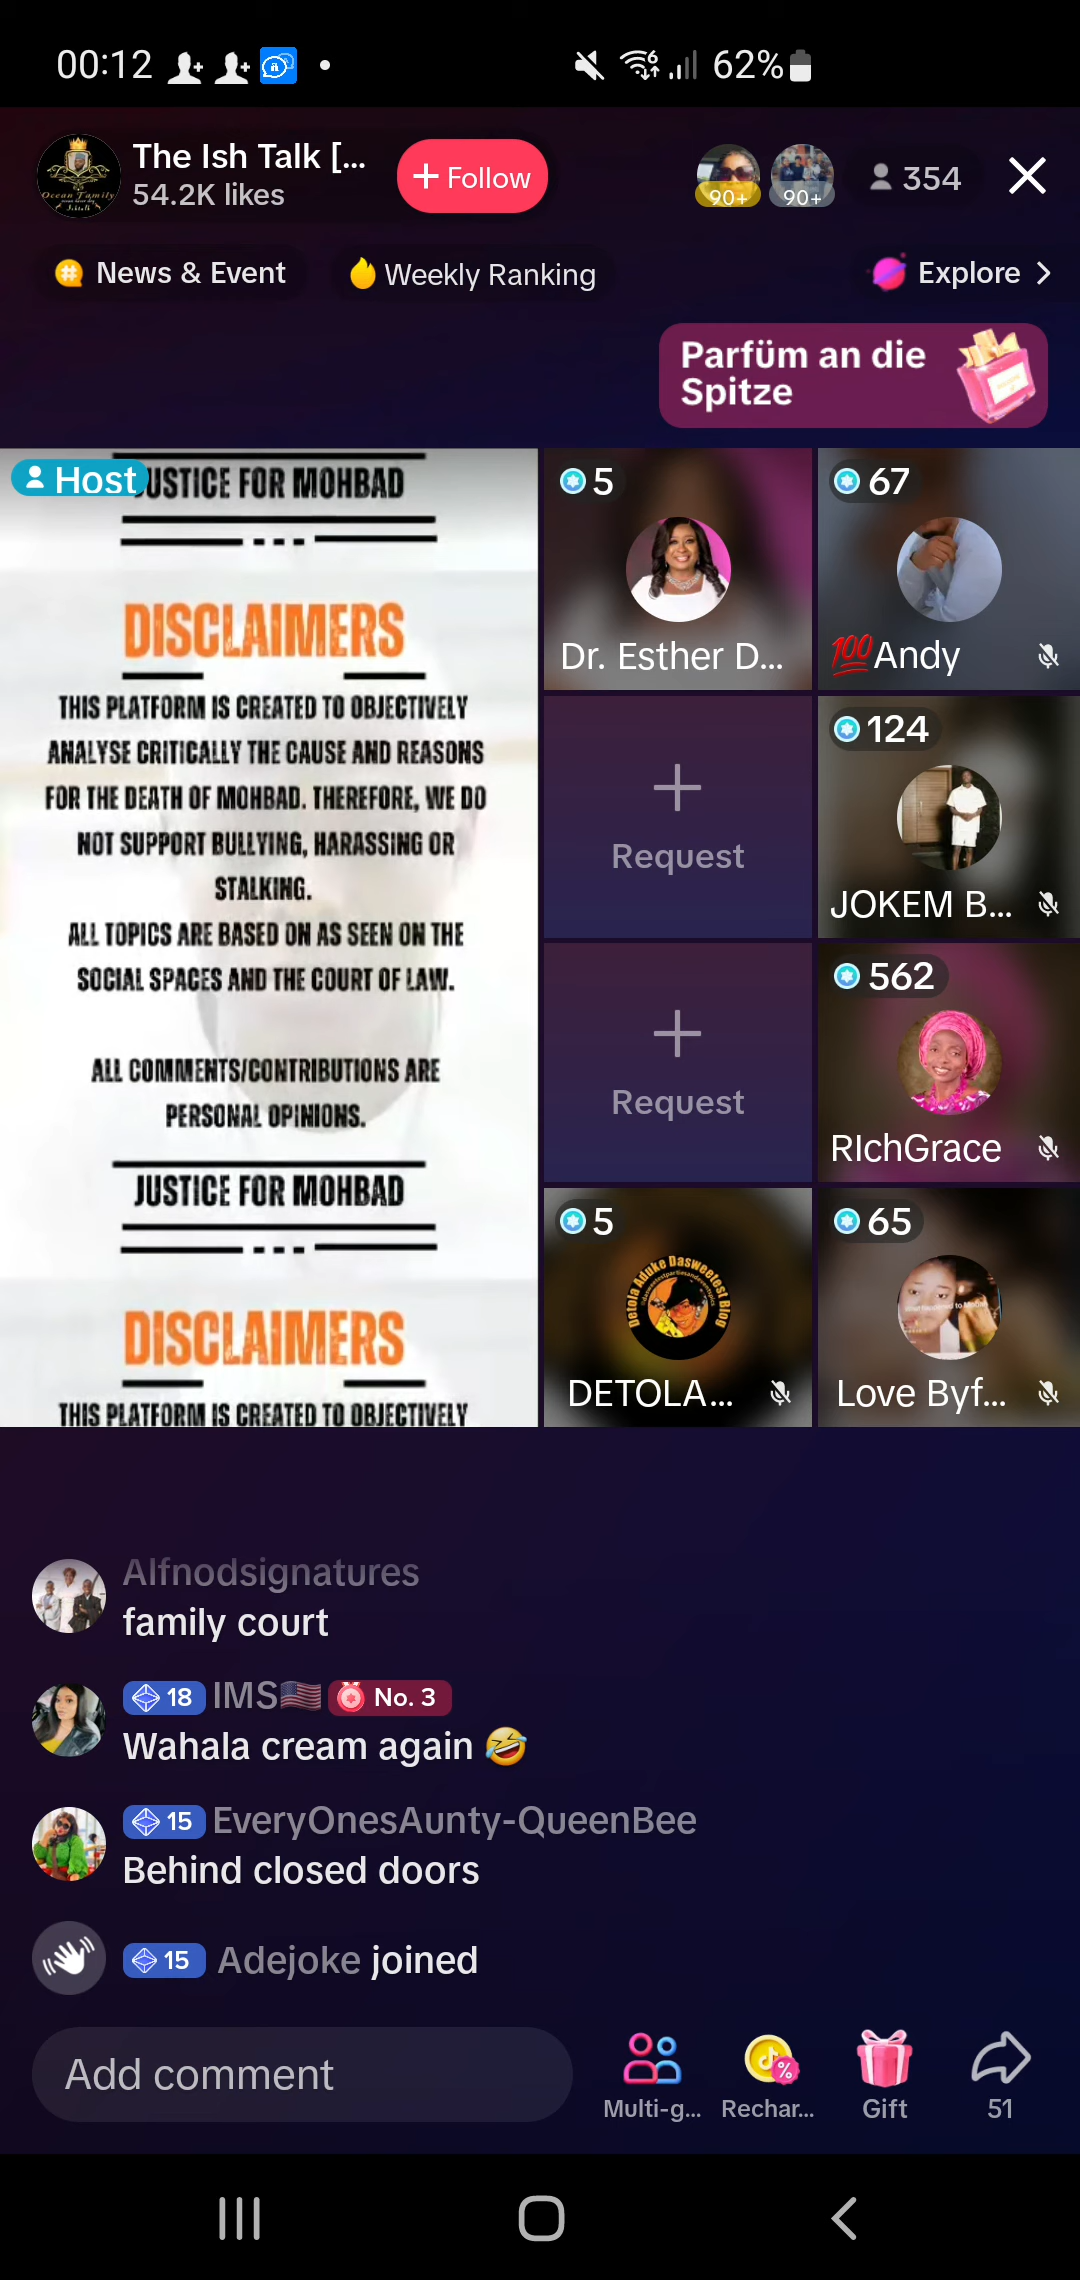 00:12
62%
The Ish Talk [...
54.2K likes
+ Follow
90+
90+
354
News & Event
Weekly Ranking
Explore
Parfüm an die
Spitze
Host
JUSTICE FOR MOHBAD
DISCLAIMERS
THIS PLATFORM IS CREATED TO OBJECTIVELY
ANALYSE CRITICALLY THE CAUSE AND REASONS
FOR THE DEATH OF MOHBAD. THEREFORE, WE DO
NOT SUPPORT BULLYING, HARASSING OR
STALKING.
ALL TOPICS ARE BASED ON AS SEEN ON THE
SOCIAL SPACES AND THE COURT OF LAW.
ALL COMMENTS/CONTRIBUTIONS ARE
PERSONAL OPINIONS.
JUSTICE FOR MOHBAD
DISCLAIMERS
THIS PLATFORM IS CREATED TO OBJECTIVELY
5
Dr. Esther D...
67
💯Andy
Request
124
JOKEM B...
Request
562
RIchGrace
5
Detola Aduke Dasweetest Blog
DETOLA...
65
Love Byf...
Alfnodsignatures
family court
18 IMS🇺🇸 No. 3
Wahala cream again 🤣
15 EveryOnesAunty-QueenBee
Behind closed doors
15 Adejoke joined
Add comment
Multi-g...
Rechar...
Gift
51